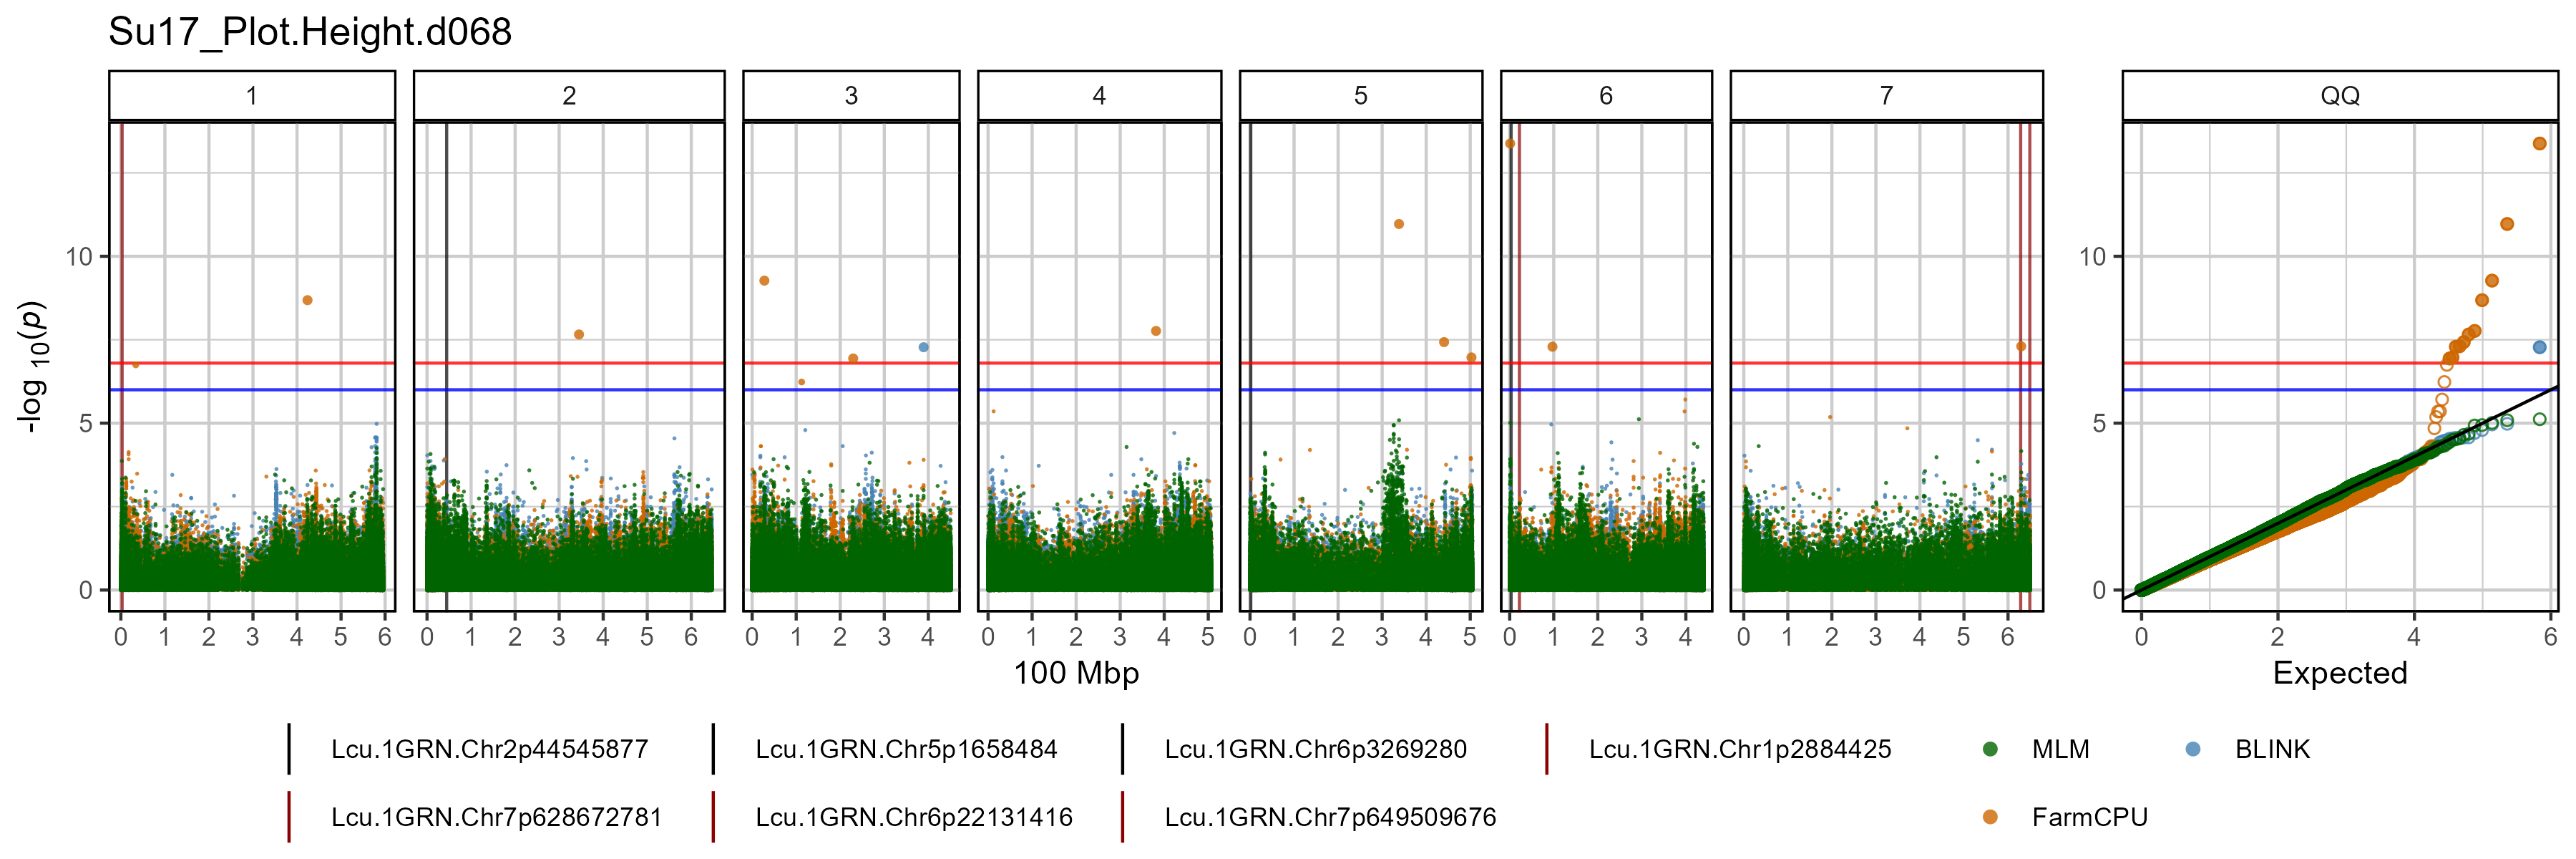 Su17_Plot.Height.d068
1 2 3 4 5 6 7 QQ
-log 10(p)
10 10
5 5
0 0
0 1 2 3 4 5 6 0 1 2 3 4 5 6 0 1 2 3 4 0 1 2 3 4 5 0 1 2 3 4 5 0 1 2 3 4 0 1 2 3 4 5 6 0 2 4 6
100 Mbp Expected
Lcu.1GRN.Chr2p44545877 Lcu.1GRN.Chr5p1658484 Lcu.1GRN.Chr6p3269280 Lcu.1GRN.Chr1p2884425 MLM BLINK
Lcu.1GRN.Chr7p628672781 Lcu.1GRN.Chr6p22131416 Lcu.1GRN.Chr7p649509676 FarmCPU